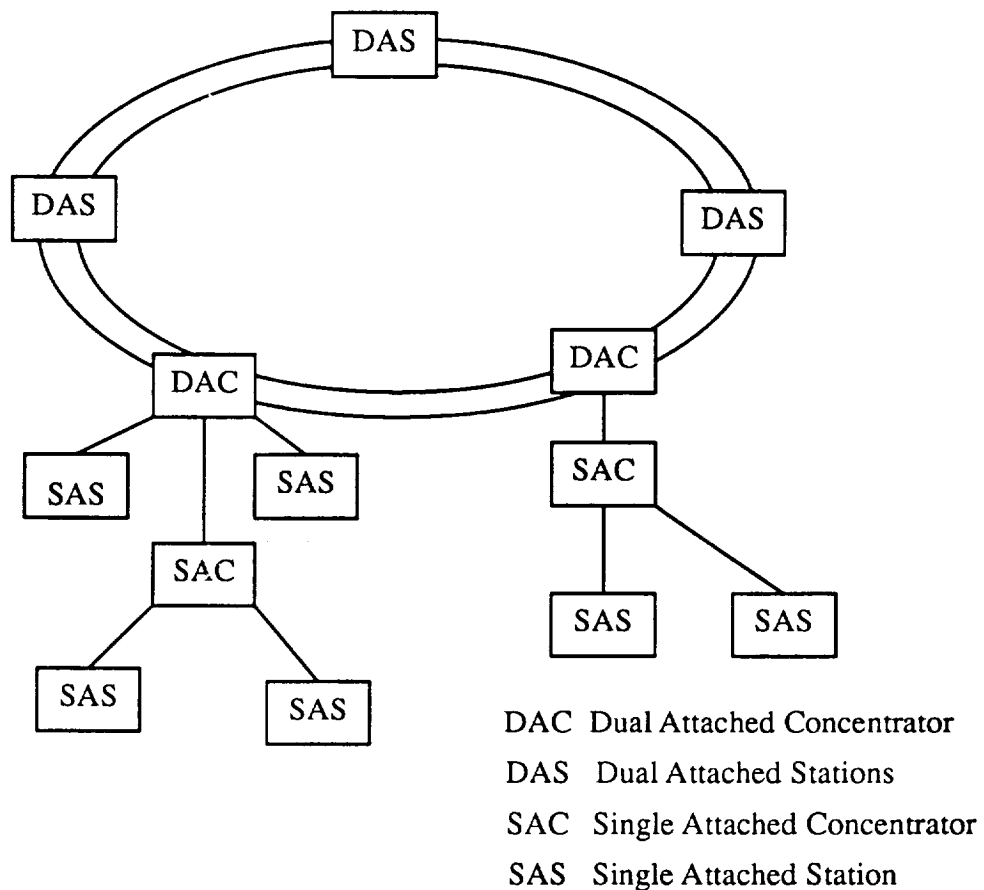 DAS
DAS
DAS
DAC
DAC
SAS
SAS
SAC
SAC
SAS
SAS
SAS
SAS
DAC Dual Attached Concentrator
DAS Dual Attached Stations
SAC Single Attached Concentrator
SAS Single Attached Station